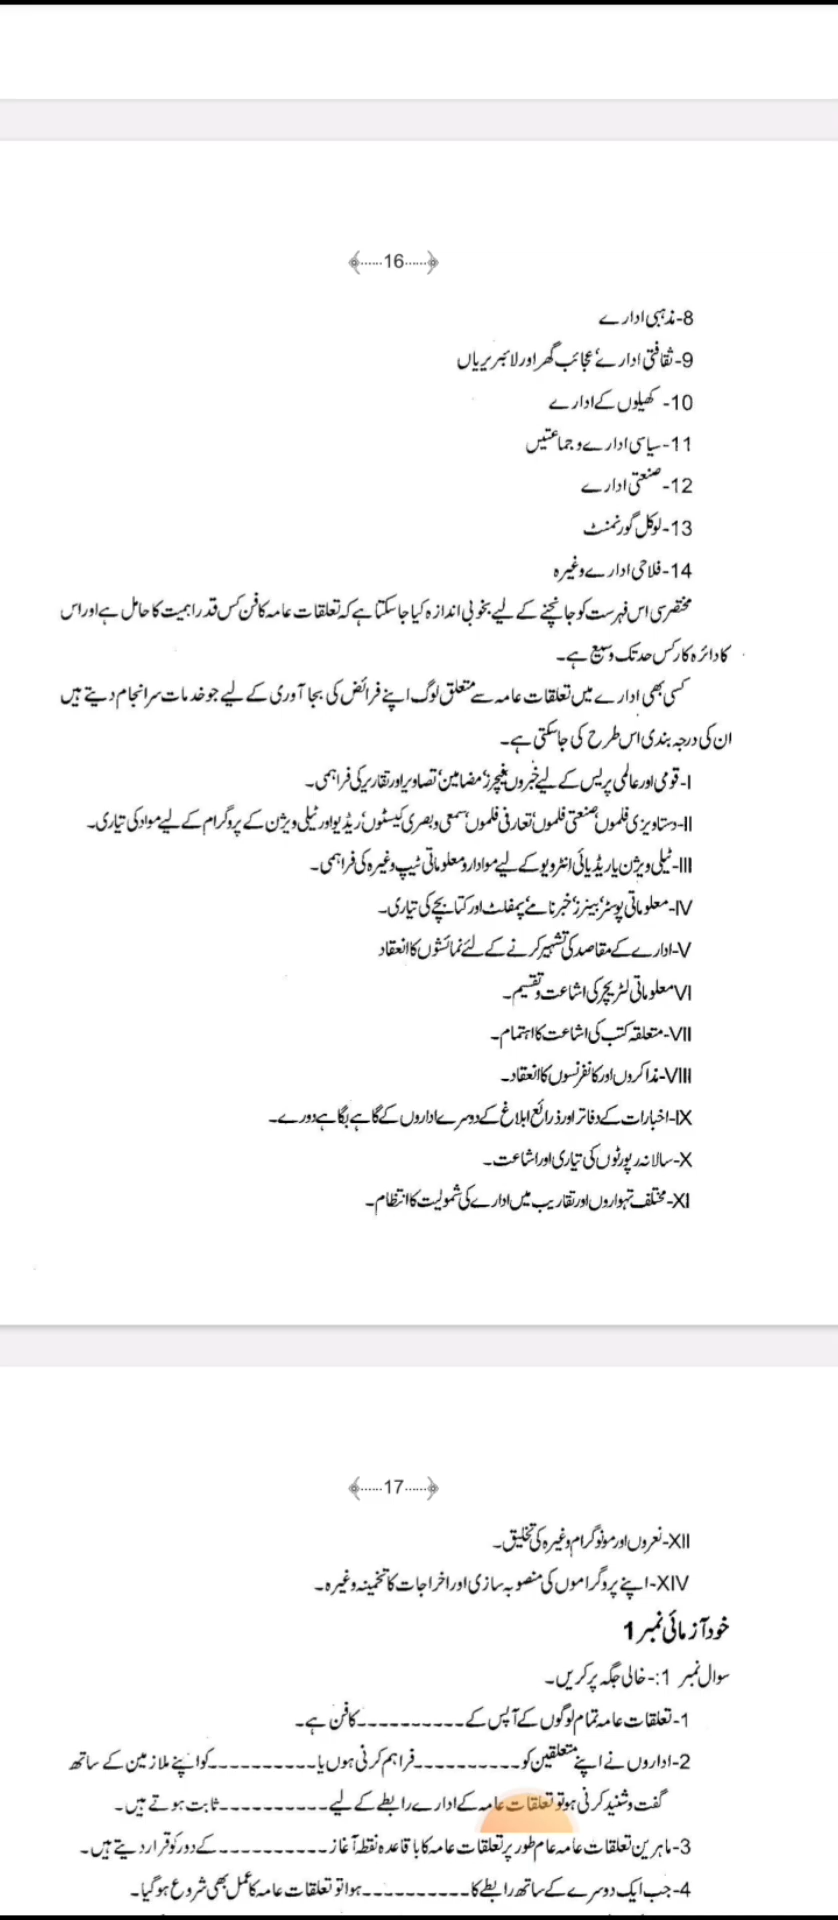 16
8-مذہبی ادارے
9-ثقافتی ادارے'عجائب گھر اور لائبریریاں
10- کھیلوں کے ادارے
11-سیاسی ادارے و جماعتیں
12-صنعتی ادارے
13-لوکل گورنمنٹ
14-فلاحی ادارے وغیرہ
مختصر سی اس فہرست کو جانچنے کے لیے بخوبی اندازہ کیا جا سکتا ہے کہ تعلقات عامہ کا فن کس قدر اہمیت کا حامل ہے اور اس
کا دائرہ کار کس حد تک وسیع ہے۔
کسی بھی ادارے میں تعلقات عامہ سے متعلق لوگ اپنے فرائض کی بجا آوری کے لیے جو خدمات سرانجام دیتے ہیں
ان کی درجہ بندی اس طرح کی جا سکتی ہے۔
I-قومی اور عالمی پریس کے لیے خبروں'فیچرز'مضامین'تصاویر اور تقاریر کی فراہمی۔
II-دستاویزی فلموں'صنعتی فلموں'تعارفی فلموں'سمعی و بصری کیسٹوں'ریڈیو اور ٹیلی ویژن کے پروگرام کے لیے مواد کی تیاری۔
III-ٹیلی ویژن یا ریڈیائی انٹرویو کے لیے مواد اور معلوماتی ٹیپ وغیرہ کی فراہمی۔
IV-معلوماتی پوسٹر'بینرز'خبر نامے'پمفلٹ اور کتابچے کی تیاری۔
V-ادارے کے مقاصد کی تشہیر کرنے کے لئے نمائشوں کا انعقاد
VI معلوماتی لٹریچر کی اشاعت و تقسیم۔
VII-متعلقہ کتب کی اشاعت کا اہتمام۔
VIII-مذاکروں اور کانفرنسوں کا انعقاد۔
IX-اخبارات کے دفاتر اور ذرائع ابلاغ کے دوسرے اداروں کے گاہے بگاہے دورے۔
X-سالانہ رپورٹوں کی تیاری اور اشاعت۔
XI-مختلف تہواروں اور تقاریب میں ادارے کی شمولیت کا انتظام۔
17
XII-نعروں اور مونوگرام وغیرہ کی تخلیق۔
XIV-اپنے پروگراموں کی منصوبہ سازی اور اخراجات کا تخمینہ وغیرہ۔
خود آزمائی نمبر 1
سوال نمبر 1:-خالی جگہ پر کریں۔
1-تعلقات عامہ تمام لوگوں کے آپس کے----------کا فن ہے۔
2-اداروں نے اپنے متعلقین کو----------فراہم کرنی ہوں یا----------کو اپنے ملازمین کے ساتھ
گفت و شنید کرنی ہو تو تعلقات عامہ کے ادارے رابطے کے لیے----------ثابت ہوتے ہیں۔
3-ماہرین تعلقات عامہ عام طور پر تعلقات عامہ کا باقاعدہ نقطہ آغاز----------کے دور کو قرار دیتے ہیں۔
4-جب ایک دوسرے کے ساتھ رابطے کا----------ہوا تو تعلقات عامہ کا عمل بھی شروع ہو گیا۔